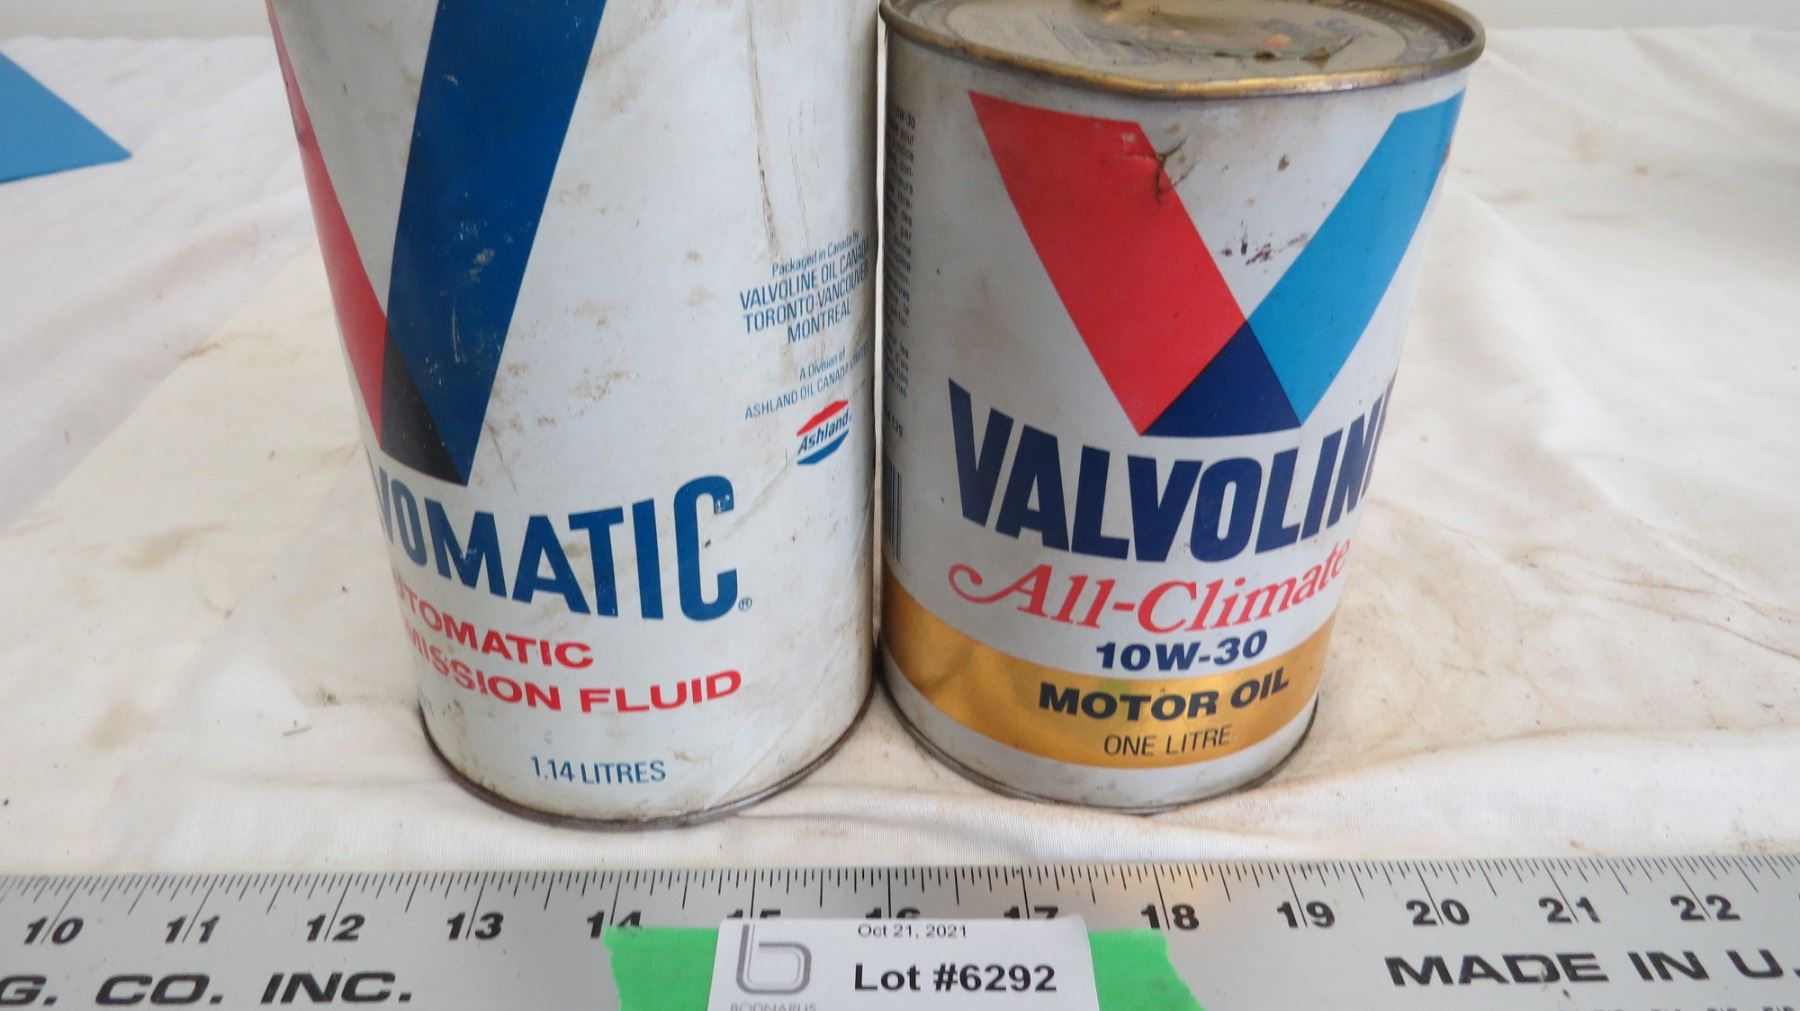 Packaged in Canada by
VALVOLINE OIL CANADA
TORONTO-VANCOUVER
MONTREAL
A Division of
ASHLAND OIL CANADA
Ashland
VOMATIC®
TOMATIC
MISSION FLUID
1.14 LITRES
VALVOLIN
All-Climate
10W-30
MOTOR OIL
ONE LITRE
10 11 12 13 14 15 16 17 18 19 20 21 22
G. CO. INC.
MADE IN U.
Oct 21, 2021
Lot #6292
BODNARUS